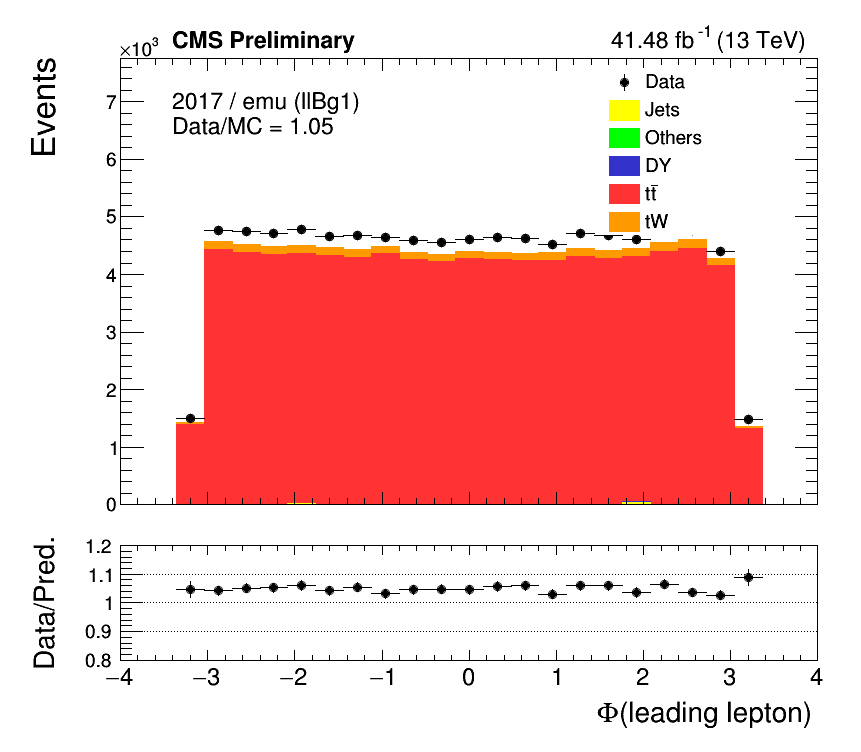 ×10³
CMS Preliminary
41.48 fb⁻¹ (13 TeV)
Events
2017 / emu (llBg1)
Data/MC = 1.05
Data
Jets
Others
DY
tt̄
tW
7
6
5
4
3
2
1
0
Data/Pred.
1.2
1.1
1
0.9
0.8
−4 −3 −2 −1 0 1 2 3 4
Φ(leading lepton)